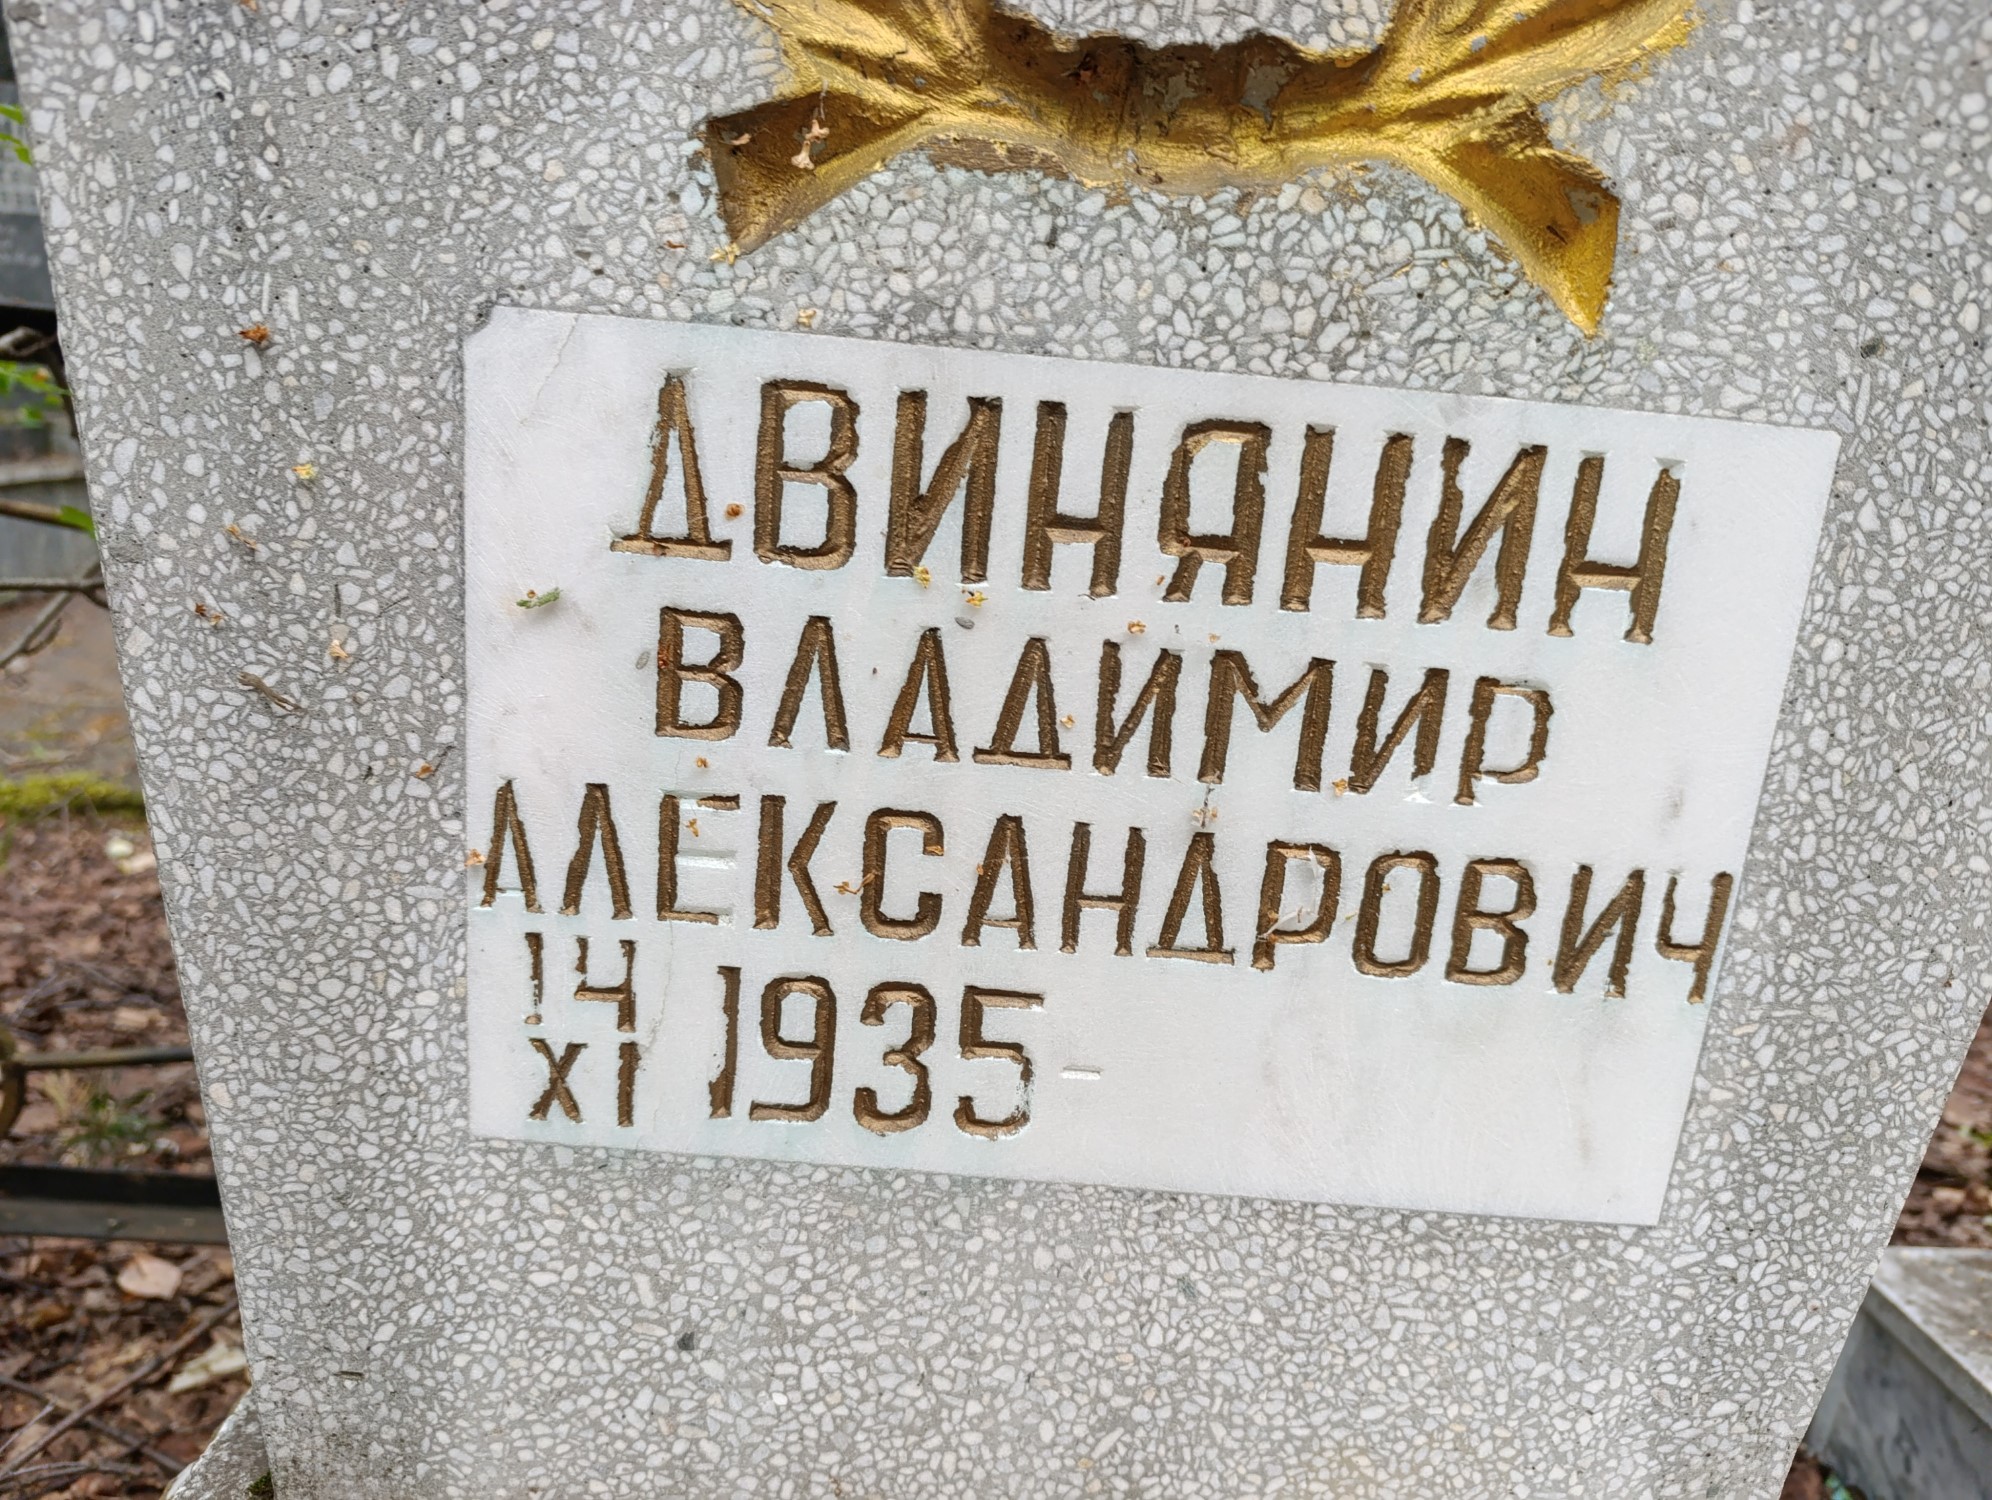 ДВИНЯНИН
ВЛАДИМИР
АЛЕКСАНДРОВИЧ
14
XI 1935-